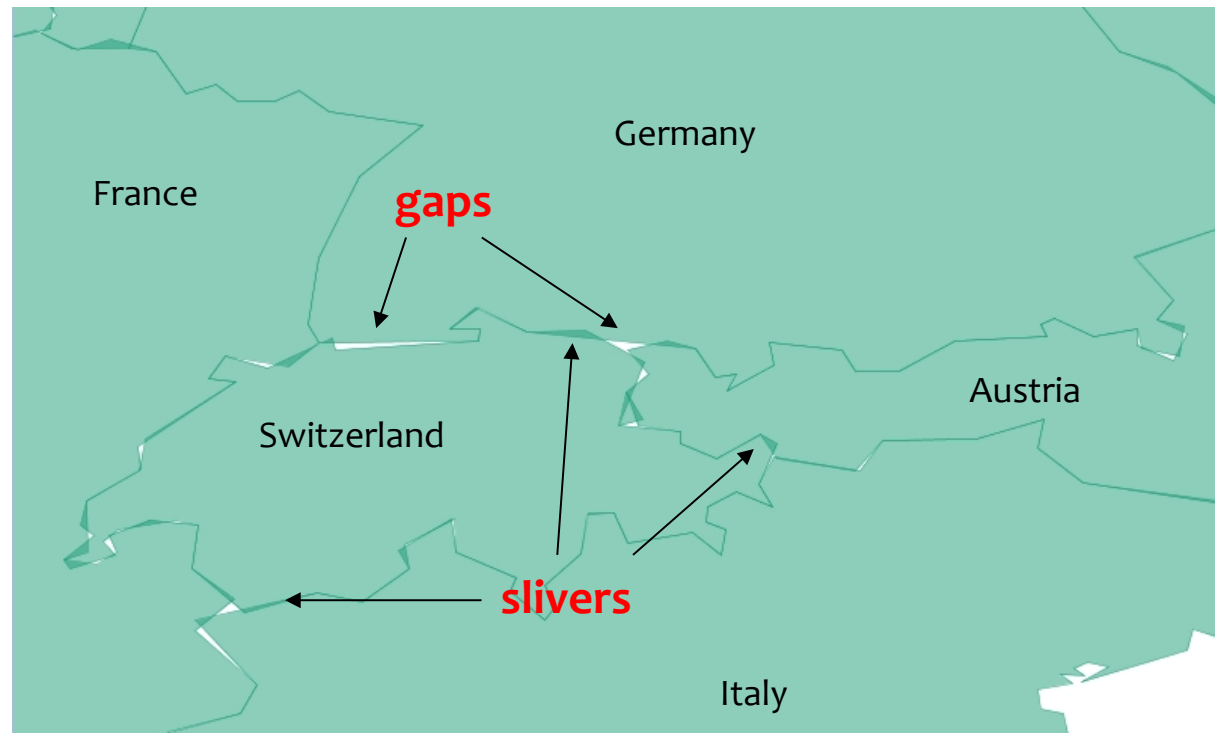 Germany
France
gaps
Austria
Switzerland
slivers
Italy